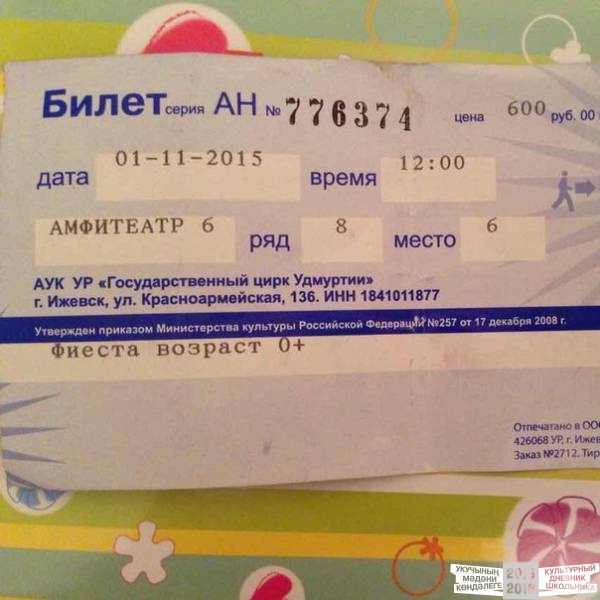 Билет серия АН № 776374 цена 600 руб. 00
дата 01-11-2015 время 12:00
АМФИТЕАТР 6 ряд 8 место 6
АУК УР «Государственный цирк Удмуртии»
г. Ижевск, ул. Красноармейская, 136. ИНН 1841011877
Утвержден приказом Министерства культуры Российской Федерации №257 от 17 декабря 2008 г.
Фиеста возраст 0+
Отпечатано в ООО
426068 УР, г. Ижев
Заказ №2712. Тир
УКУЧЫНЫҢ МӘДӘНИ КӨНДӘЛЕГЕ
2015 2016
КУЛЬТУРНЫЙ ДНЕВНИК ШКОЛЬНИКА